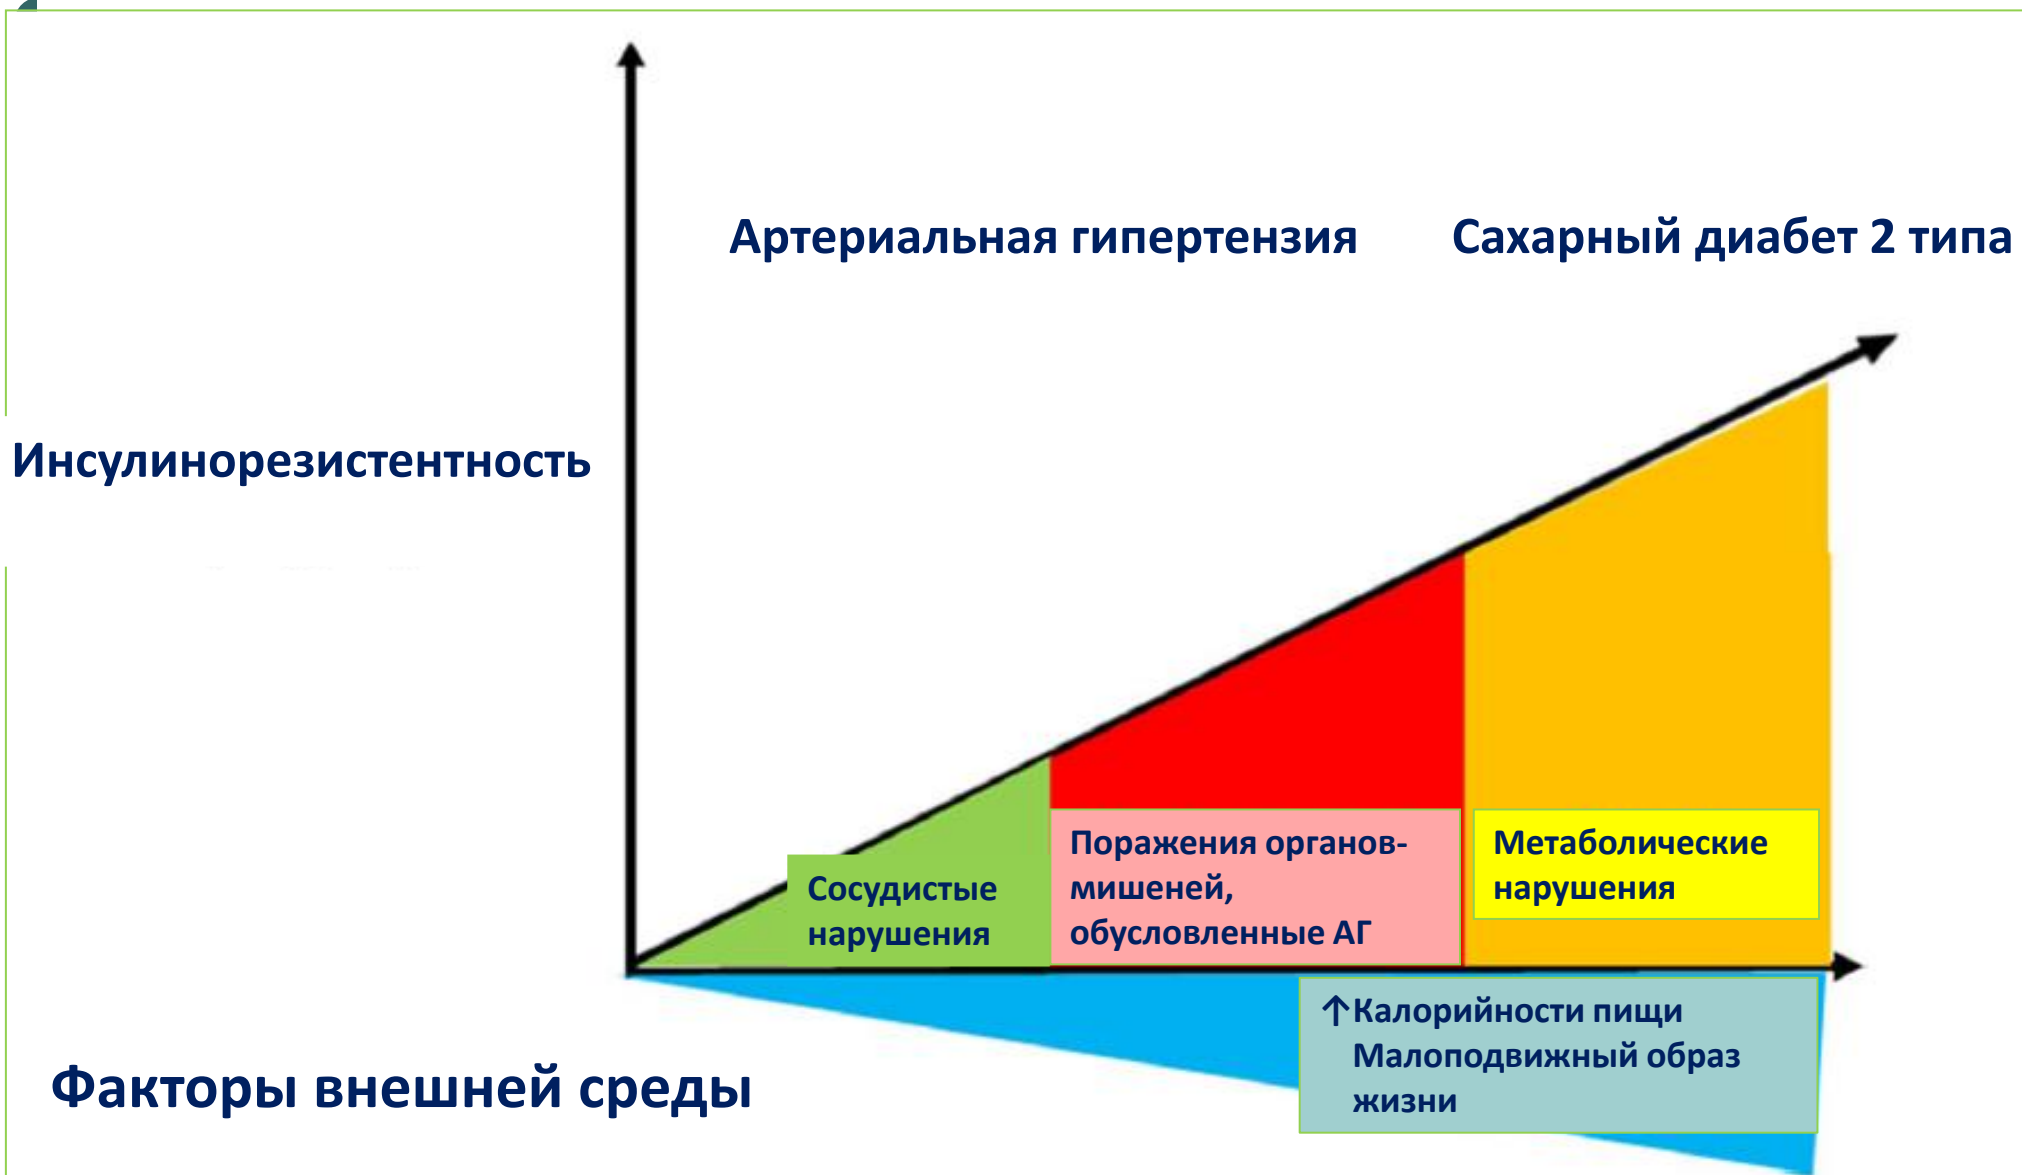 Артериальная гипертензия
Сахарный диабет 2 типа
Инсулинорезистентность
Сосудистые
нарушения
Поражения органов-
мишеней,
обусловленные АГ
Метаболические
нарушения
↑Калорийности пищи
Малоподвижный образ
жизни
Факторы внешней среды